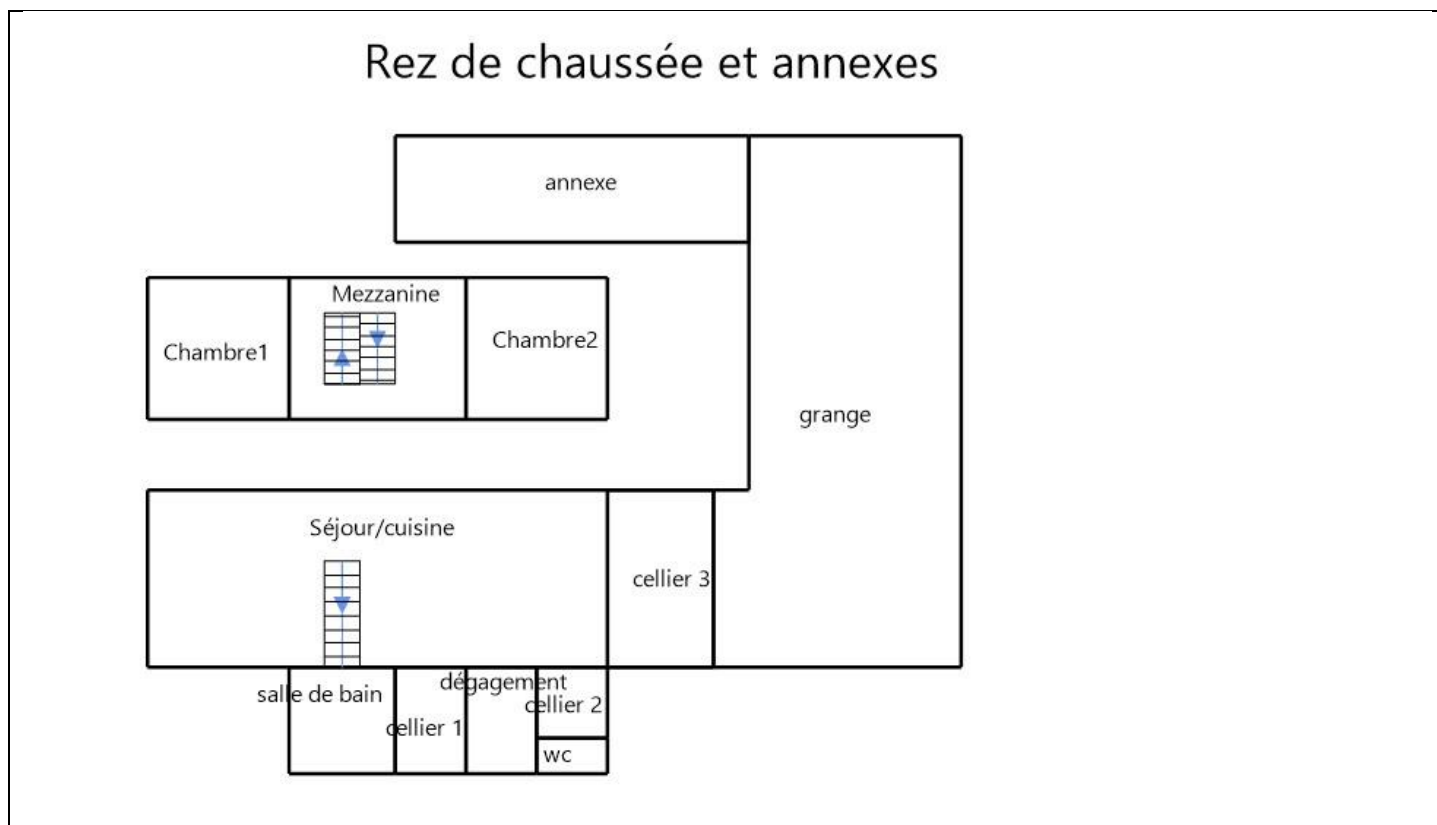 Rez de chaussée et annexes
annexe
Mezzanine
Chambre1
Chambre2
grange
Séjour/cuisine
cellier 3
salle de bain
dégagement
cellier 1
cellier 2
wc